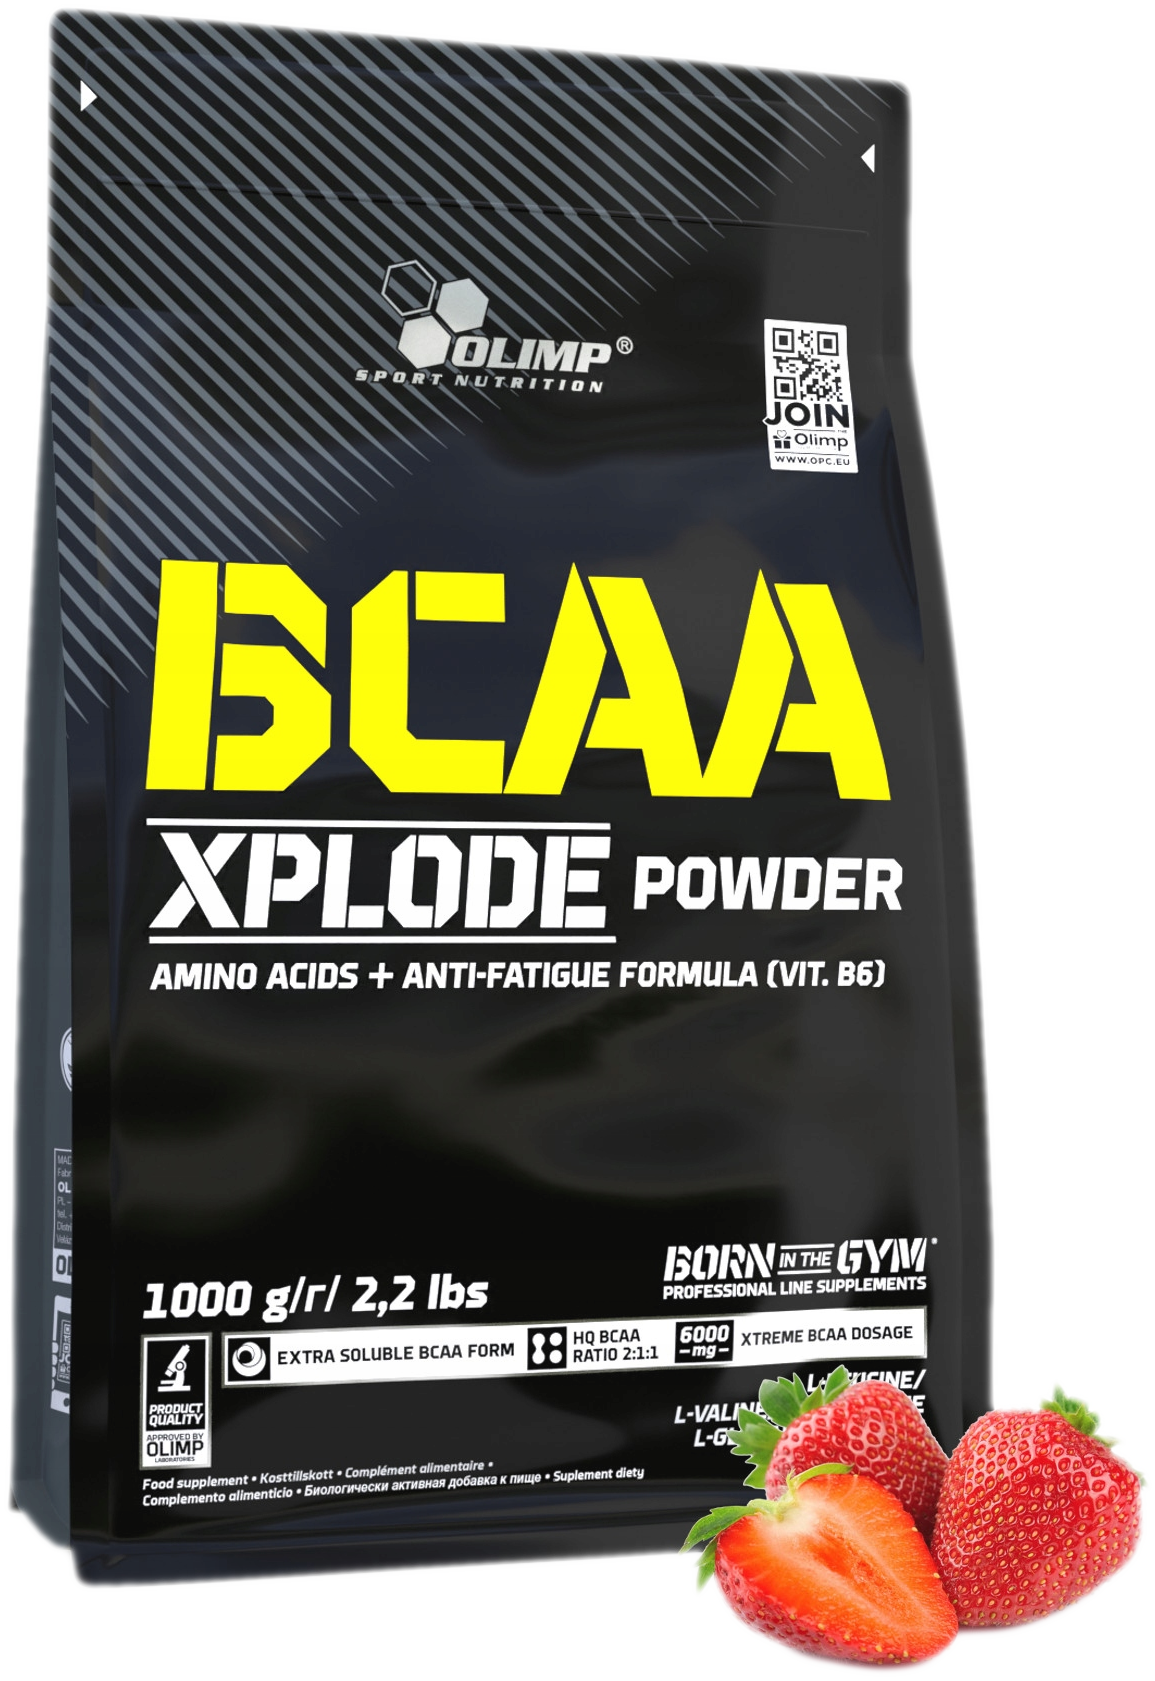 OLIMP®
SPORT NUTRITION
JOIN
THE
Olimp
WWW.OPC.EU
BCAA
XPLODE POWDER
AMINO ACIDS + ANTI-FATIGUE FORMULA (VIT. B6)
BORN IN THE GYM
PROFESSIONAL LINE SUPPLEMENTS
1000 g/г/ 2,2 lbs
EXTRA SOLUBLE BCAA FORM
HQ BCAA
RATIO 2:1:1
6000
mg
XTREME BCAA DOSAGE
PRODUCT
QUALITY
APPROVED BY
OLIMP
LABORATORIES
Food supplement • Kosttillskott • Complément alimentaire •
Complemento alimenticio • Биологически активная добавка к пище • Suplement diety